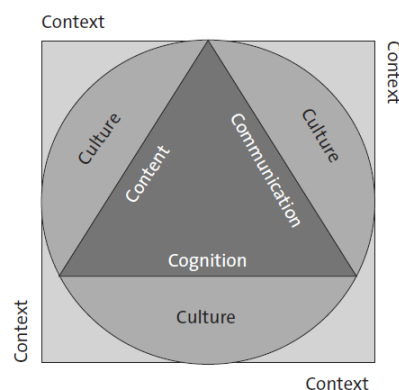 Context
Context
Culture
Culture
Content
Communication
Cognition
Culture
Context
Context